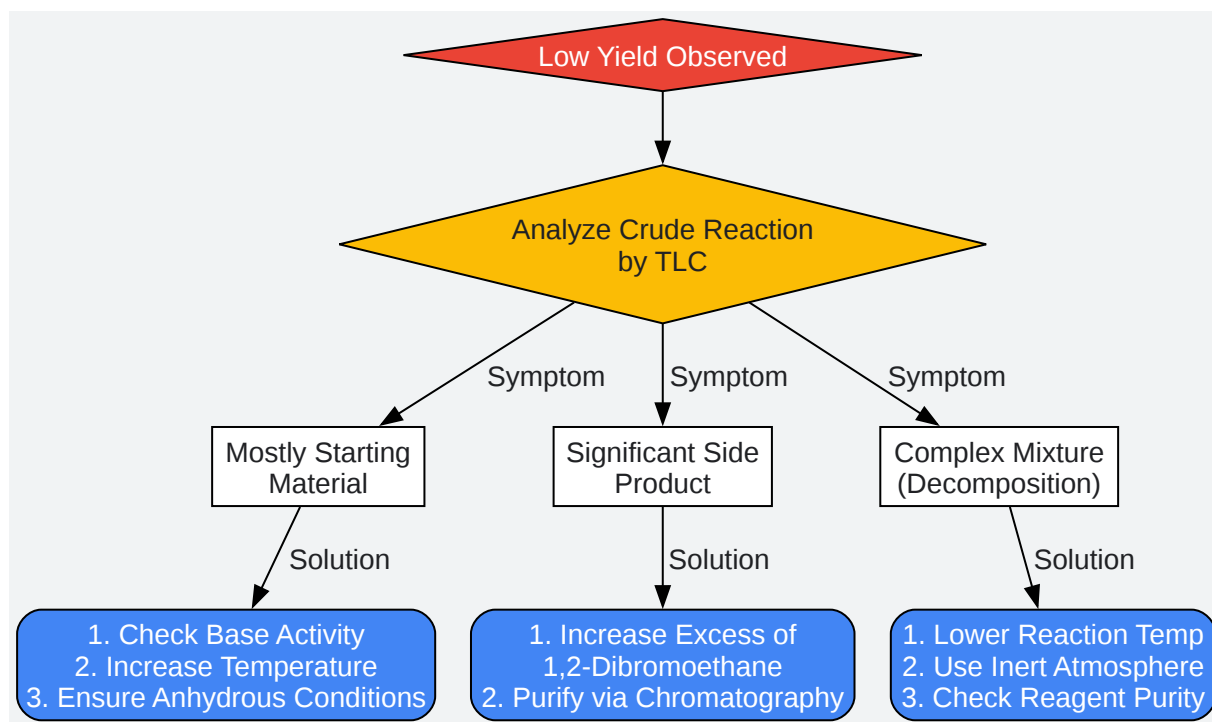 Low Yield Observed
Analyze Crude Reaction
by TLC
Symptom
Symptom
Symptom
Mostly Starting
Material
Significant Side
Product
Complex Mixture
(Decomposition)
Solution
Solution
Solution
1. Check Base Activity
2. Increase Temperature
3. Ensure Anhydrous Conditions
1. Increase Excess of
1,2-Dibromoethane
2. Purify via Chromatography
1. Lower Reaction Temp
2. Use Inert Atmosphere
3. Check Reagent Purity